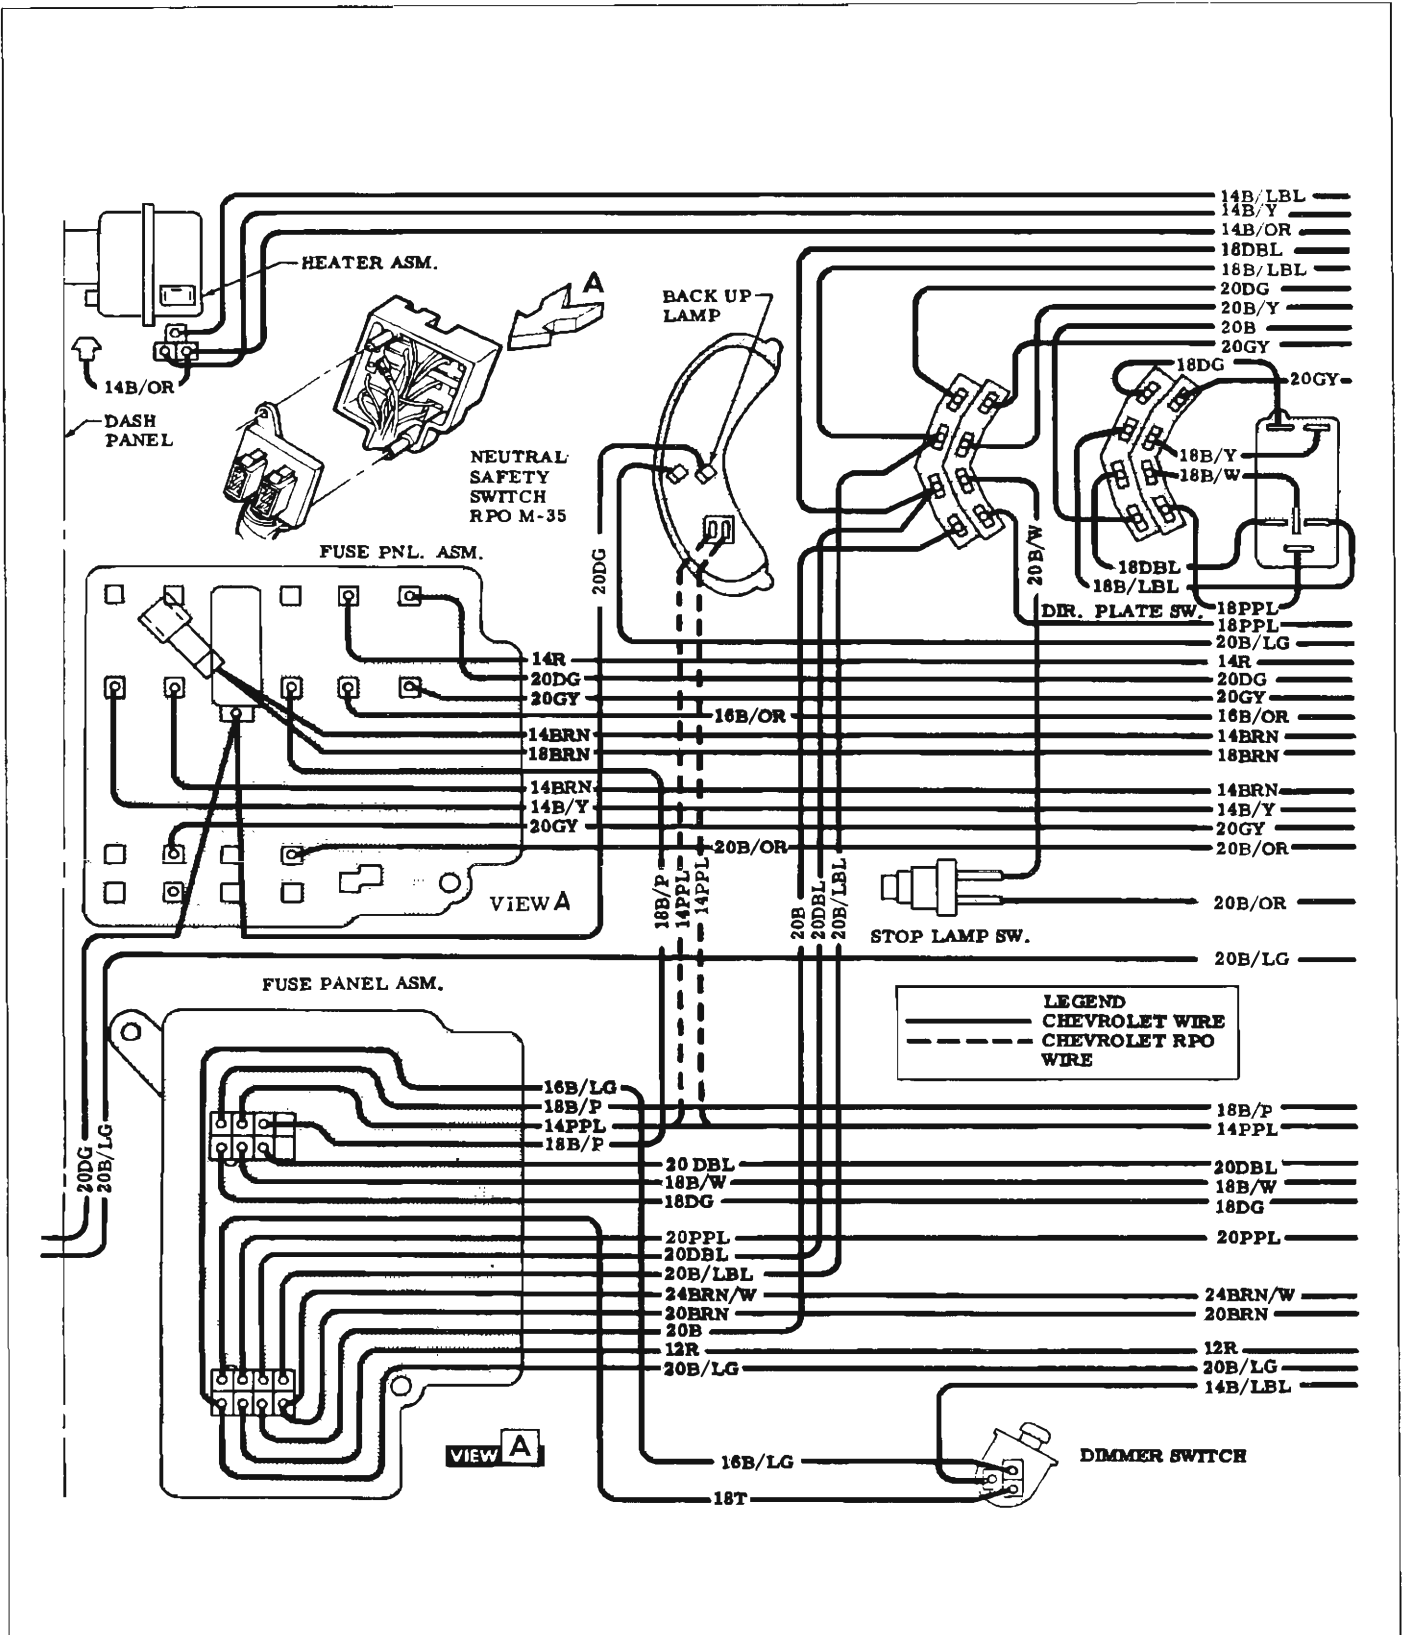 14B/LBL
14B/Y
14B/OR
18DBL
18B/LBL
20DG
20B/Y
20B
20GY
HEATER ASM.
A
BACK UP
LAMP
18DG
20GY
14B/OR
DASH
PANEL
NEUTRAL
SAFETY
SWITCH
RPO M-35
18B/Y
18B/W
FUSE PNL. ASM.
20DG
20B/W
18DBL
18B/LBL
DIR. PLATE SW.
18PPL
18PPL
20B/LG
14R
14R
20DG
20DG
20GY
20GY
16B/OR
16B/OR
14BRN
14BRN
18BRN
18BRN
14BRN
14BRN
14B/Y
14B/Y
20GY
20GY
20B/OR
20B/OR
18B/P
14PPL
14PPL
20B
20DBL
20B/LBL
VIEW A
20B/OR
STOP LAMP SW.
20B/LG
FUSE PANEL ASM.
LEGEND
CHEVROLET WIRE
CHEVROLET RPO
WIRE
16B/LG
18B/P
18B/P
14PPL
14PPL
18B/P
20DG
20B/LG
20 DBL
20DBL
18B/W
18B/W
18DG
18DG
20PPL
20PPL
20DBL
20B/LBL
24BRN/W
24BRN/W
20BRN
20BRN
20B
12R
12R
20B/LG
20B/LG
14B/LBL
VIEW A
16B/LG
DIMMER SWITCH
18T